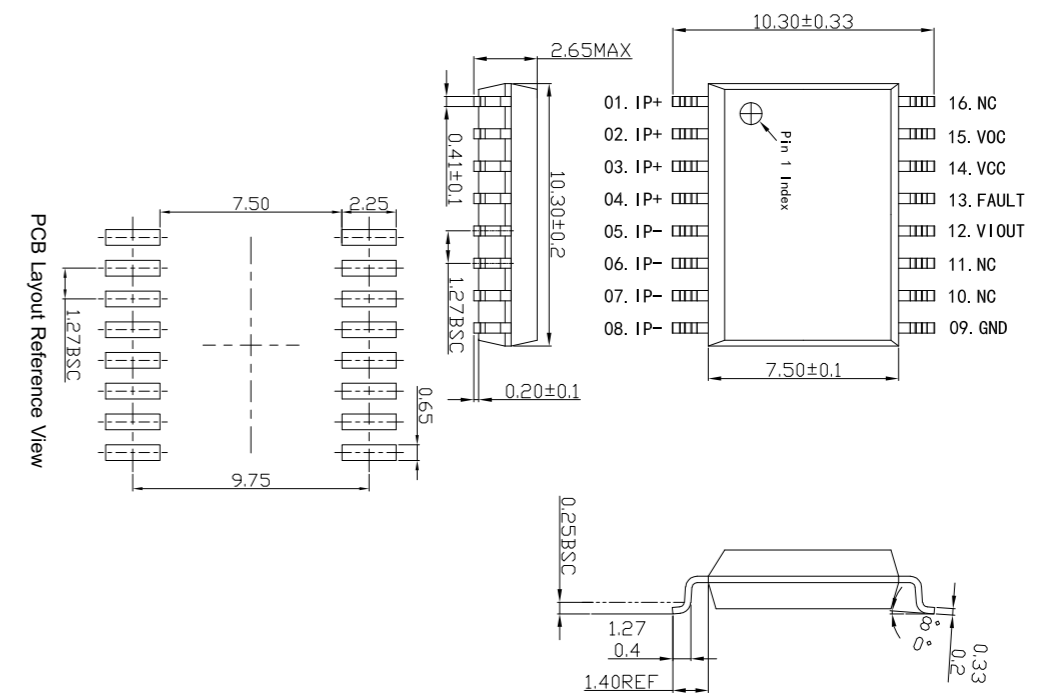 10.30±0.33
2.65MAX
01. IP+
02. IP+
03. IP+
04. IP+
05. IP-
06. IP-
07. IP-
08. IP-
Pin 1 Index
16. NC
15. VOC
14. VCC
13. FAULT
12. VIOUT
11. NC
10. NC
09. GND
0.41±0.1
10.30±0.2
1.27BSC
0.20±0.1
7.50±0.1
7.50
2.25
1.27BSC
0.65
9.75
PCB Layout Reference View
0.25BSC
1.27
0.4
1.40REF
8°
0°
0.33
0.2